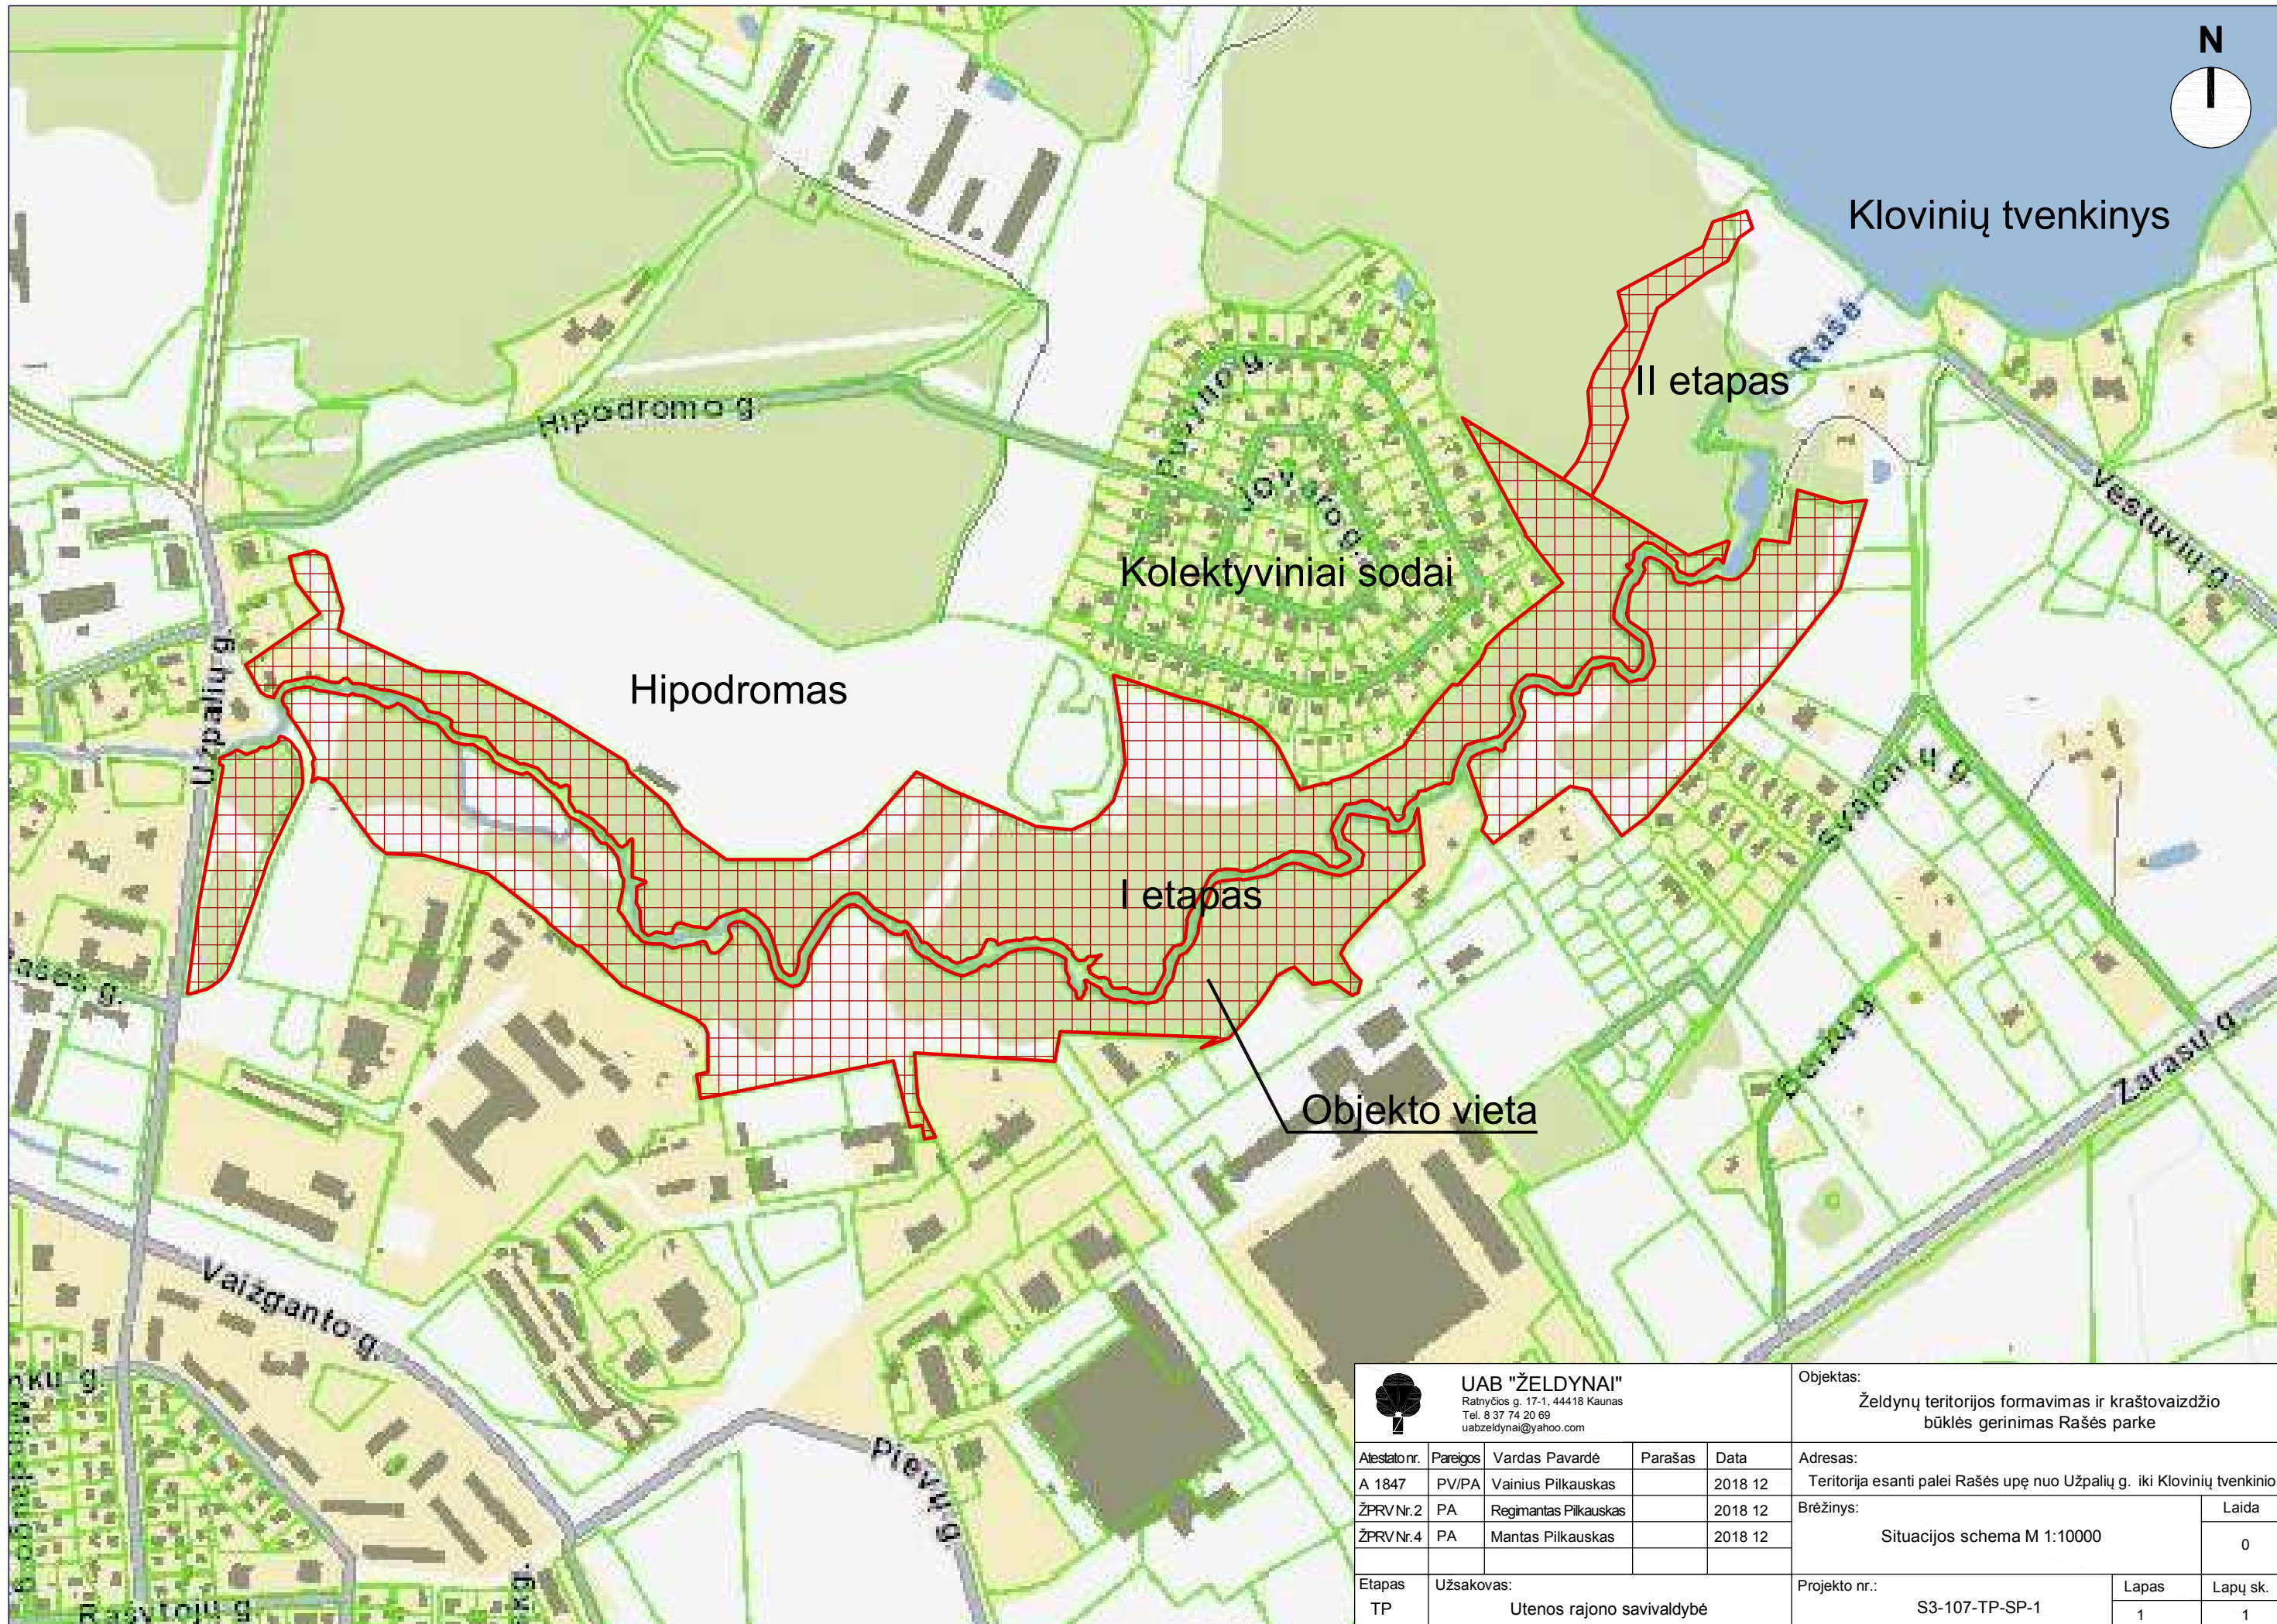 N
Klovinių tvenkinys
Rašė
II etapas
Hipodromo g.
Jovaro g.
Kolektyviniai sodai
Vestuvių g.
Užpalių g.
Hipodromas
Svajonių g.
I etapas
Objekto vieta
Zarasų g.
Vaižganto g.
Pievų g.
Rašytojų g.
UAB "ŽELDYNAI"
Ratnyčios g. 17-1, 44418 Kaunas
Tel. 8 37 74 20 69
uabzeldynai@yahoo.com
Objektas:
Želdynų teritorijos formavimas ir kraštovaizdžio
būklės gerinimas Rašės parke
Atestato nr. Pareigos Vardas Pavardė Parašas Data
A 1847 PV/PA Vainius Pilkauskas 2018 12
ŽPRV Nr. 2 PA Regimantas Pilkauskas 2018 12
ŽPRV Nr. 4 PA Mantas Pilkauskas 2018 12
Adresas:
Teritorija esanti palei Rašės upę nuo Užpalių g. iki Klovinių tvenkinio
Brėžinys:
Situacijos schema M 1:10000
Laida
0
Etapas
TP
Užsakovas:
Utenos rajono savivaldybė
Projekto nr.:
S3-107-TP-SP-1
Lapas
1
Lapų sk.
1